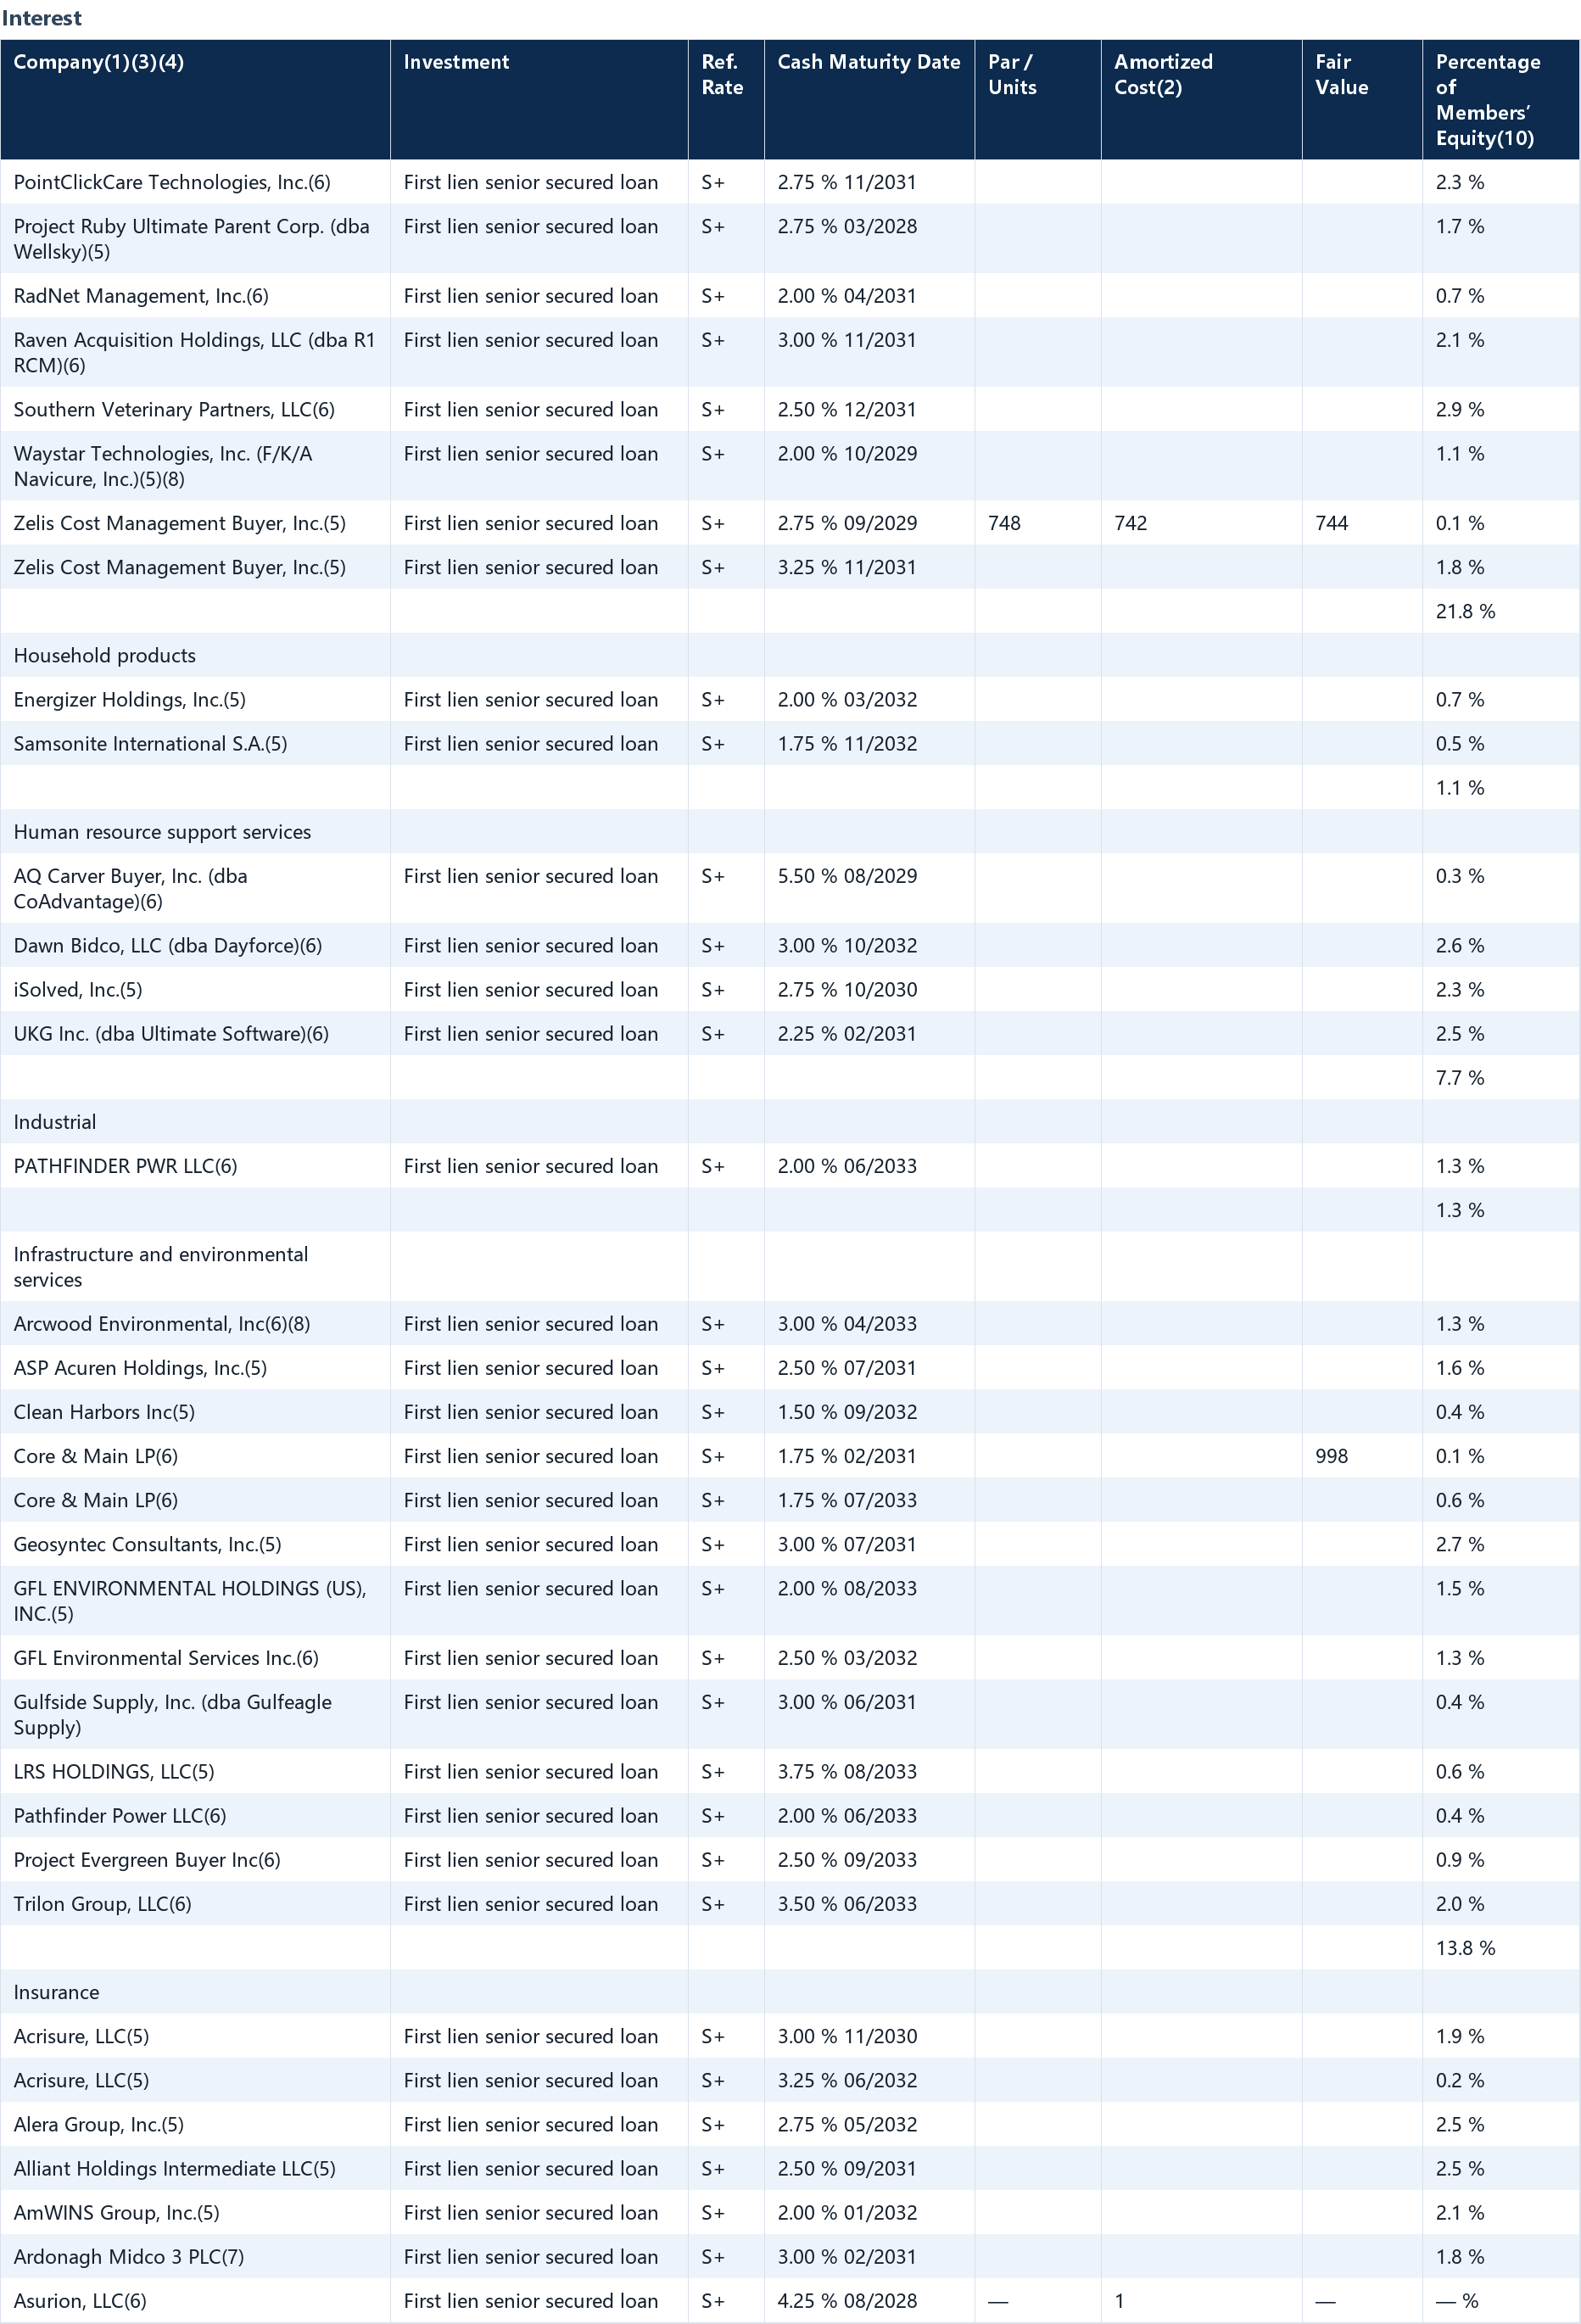 Interest
Company(1)(3)(4) Investment Ref. Rate Cash Maturity Date Par / Units Amortized Cost(2) Fair Value Percentage of Members’ Equity(10)
PointClickCare Technologies, Inc.(6) First lien senior secured loan S+ 2.75 % 11/2031 2.3 %
Project Ruby Ultimate Parent Corp. (dba Wellsky)(5) First lien senior secured loan S+ 2.75 % 03/2028 1.7 %
RadNet Management, Inc.(6) First lien senior secured loan S+ 2.00 % 04/2031 0.7 %
Raven Acquisition Holdings, LLC (dba R1 RCM)(6) First lien senior secured loan S+ 3.00 % 11/2031 2.1 %
Southern Veterinary Partners, LLC(6) First lien senior secured loan S+ 2.50 % 12/2031 2.9 %
Waystar Technologies, Inc. (F/K/A Navicure, Inc.)(5)(8) First lien senior secured loan S+ 2.00 % 10/2029 1.1 %
Zelis Cost Management Buyer, Inc.(5) First lien senior secured loan S+ 2.75 % 09/2029 748 742 744 0.1 %
Zelis Cost Management Buyer, Inc.(5) First lien senior secured loan S+ 3.25 % 11/2031 1.8 %
21.8 %
Household products
Energizer Holdings, Inc.(5) First lien senior secured loan S+ 2.00 % 03/2032 0.7 %
Samsonite International S.A.(5) First lien senior secured loan S+ 1.75 % 11/2032 0.5 %
1.1 %
Human resource support services
AQ Carver Buyer, Inc. (dba CoAdvantage)(6) First lien senior secured loan S+ 5.50 % 08/2029 0.3 %
Dawn Bidco, LLC (dba Dayforce)(6) First lien senior secured loan S+ 3.00 % 10/2032 2.6 %
iSolved, Inc.(5) First lien senior secured loan S+ 2.75 % 10/2030 2.3 %
UKG Inc. (dba Ultimate Software)(6) First lien senior secured loan S+ 2.25 % 02/2031 2.5 %
7.7 %
Industrial
PATHFINDER PWR LLC(6) First lien senior secured loan S+ 2.00 % 06/2033 1.3 %
1.3 %
Infrastructure and environmental services
Arcwood Environmental, Inc(6)(8) First lien senior secured loan S+ 3.00 % 04/2033 1.3 %
ASP Acuren Holdings, Inc.(5) First lien senior secured loan S+ 2.50 % 07/2031 1.6 %
Clean Harbors Inc(5) First lien senior secured loan S+ 1.50 % 09/2032 0.4 %
Core & Main LP(6) First lien senior secured loan S+ 1.75 % 02/2031 998 0.1 %
Core & Main LP(6) First lien senior secured loan S+ 1.75 % 07/2033 0.6 %
Geosyntec Consultants, Inc.(5) First lien senior secured loan S+ 3.00 % 07/2031 2.7 %
GFL ENVIRONMENTAL HOLDINGS (US), INC.(5) First lien senior secured loan S+ 2.00 % 08/2033 1.5 %
GFL Environmental Services Inc.(6) First lien senior secured loan S+ 2.50 % 03/2032 1.3 %
Gulfside Supply, Inc. (dba Gulfeagle Supply) First lien senior secured loan S+ 3.00 % 06/2031 0.4 %
LRS HOLDINGS, LLC(5) First lien senior secured loan S+ 3.75 % 08/2033 0.6 %
Pathfinder Power LLC(6) First lien senior secured loan S+ 2.00 % 06/2033 0.4 %
Project Evergreen Buyer Inc(6) First lien senior secured loan S+ 2.50 % 09/2033 0.9 %
Trilon Group, LLC(6) First lien senior secured loan S+ 3.50 % 06/2033 2.0 %
13.8 %
Insurance
Acrisure, LLC(5) First lien senior secured loan S+ 3.00 % 11/2030 1.9 %
Acrisure, LLC(5) First lien senior secured loan S+ 3.25 % 06/2032 0.2 %
Alera Group, Inc.(5) First lien senior secured loan S+ 2.75 % 05/2032 2.5 %
Alliant Holdings Intermediate LLC(5) First lien senior secured loan S+ 2.50 % 09/2031 2.5 %
AmWINS Group, Inc.(5) First lien senior secured loan S+ 2.00 % 01/2032 2.1 %
Ardonagh Midco 3 PLC(7) First lien senior secured loan S+ 3.00 % 02/2031 1.8 %
Asurion, LLC(6) First lien senior secured loan S+ 4.25 % 08/2028 — 1 — — %